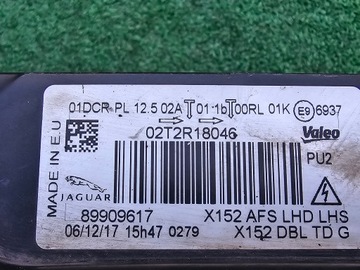 01DCR PL 12.5 02A T 01 1b T 00RL 01K E9 6937
02T2R18046
Valeo
MADE IN E.U
PU2
JAGUAR
89909617 X152 AFS LHD LHS
06/12/17 15h47 0279 X152 DBL TD G